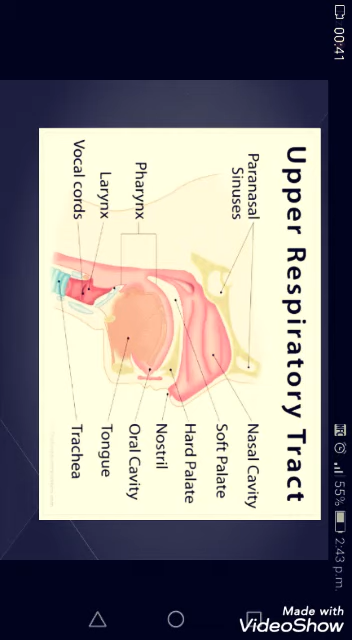 00:41
55%
2:43 p.m.
Upper Respiratory Tract
Paranasal
Sinuses
Pharynx
Larynx
Vocal cords
Nasal Cavity
Soft Palate
Hard Palate
Nostril
Oral Cavity
Tongue
Trachea
Made with
VideoShow